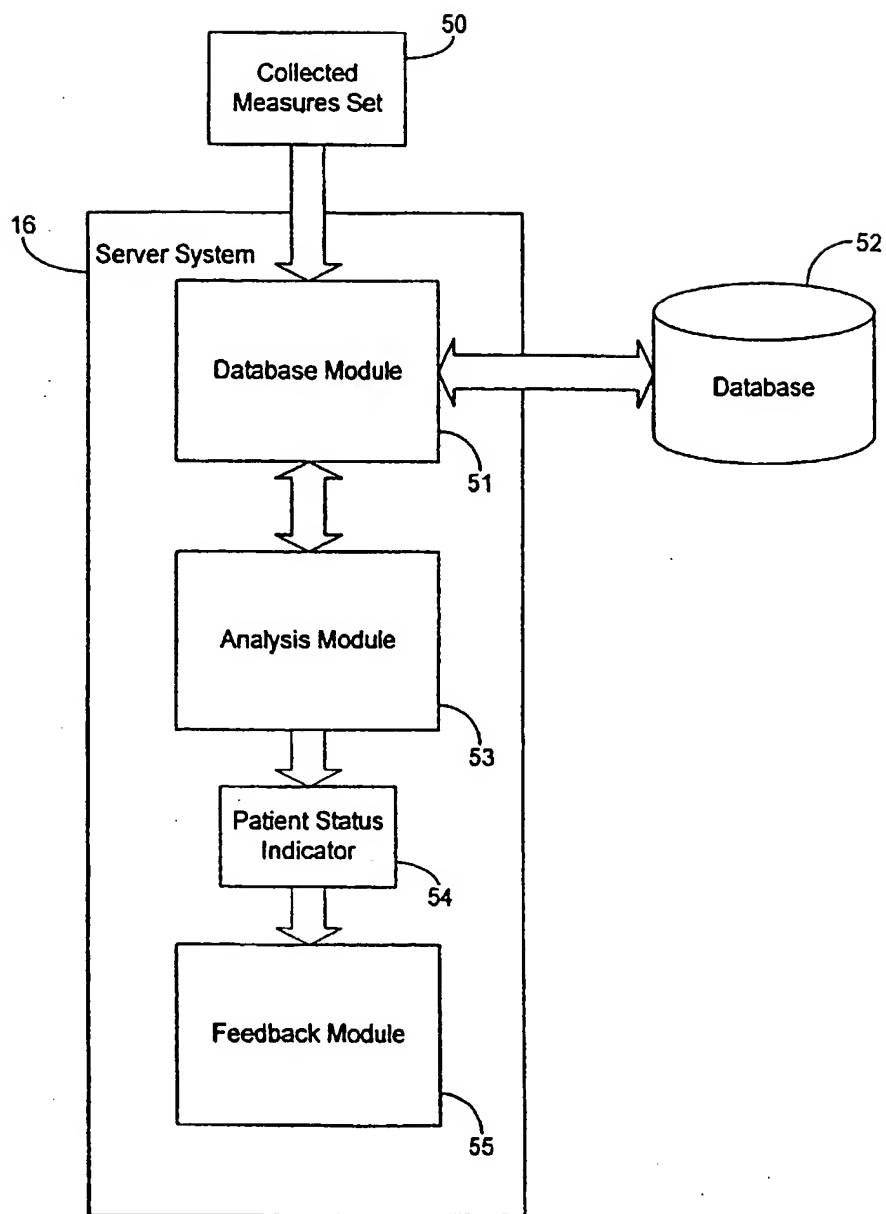 50
Collected
Measures Set
16
Server System
52
Database Module
Database
51
Analysis Module
53
Patient Status
Indicator
54
Feedback Module
55